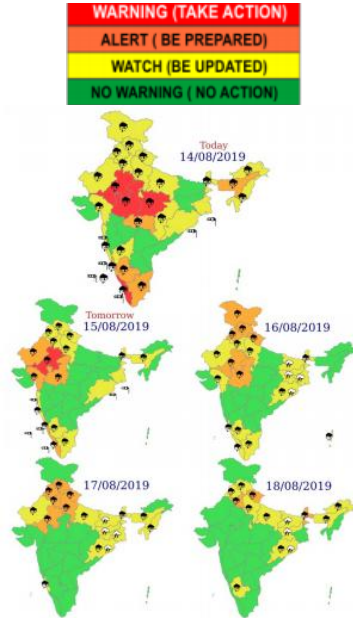 WARNING (TAKE ACTION)
ALERT ( BE PREPARED)
WATCH (BE UPDATED)
NO WARNING ( NO ACTION)
Today
14/08/2019
Tomorrow
15/08/2019
16/08/2019
17/08/2019
18/08/2019